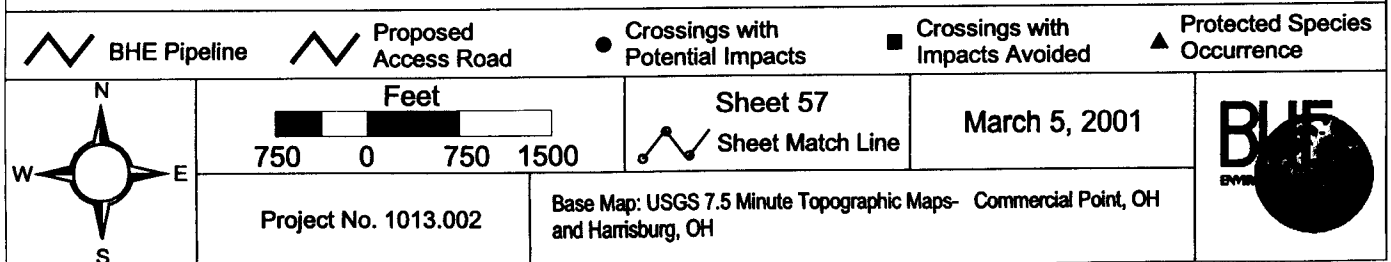 BHE Pipeline
Proposed
Access Road
Crossings with
Potential Impacts
Crossings with
Impacts Avoided
Protected Species
Occurrence
N
W
E
S
Feet
750 0 750 1500
Sheet 57
Sheet Match Line
March 5, 2001
Project No. 1013.002
Base Map: USGS 7.5 Minute Topographic Maps- Commercial Point, OH
and Harrisburg, OH
BHE